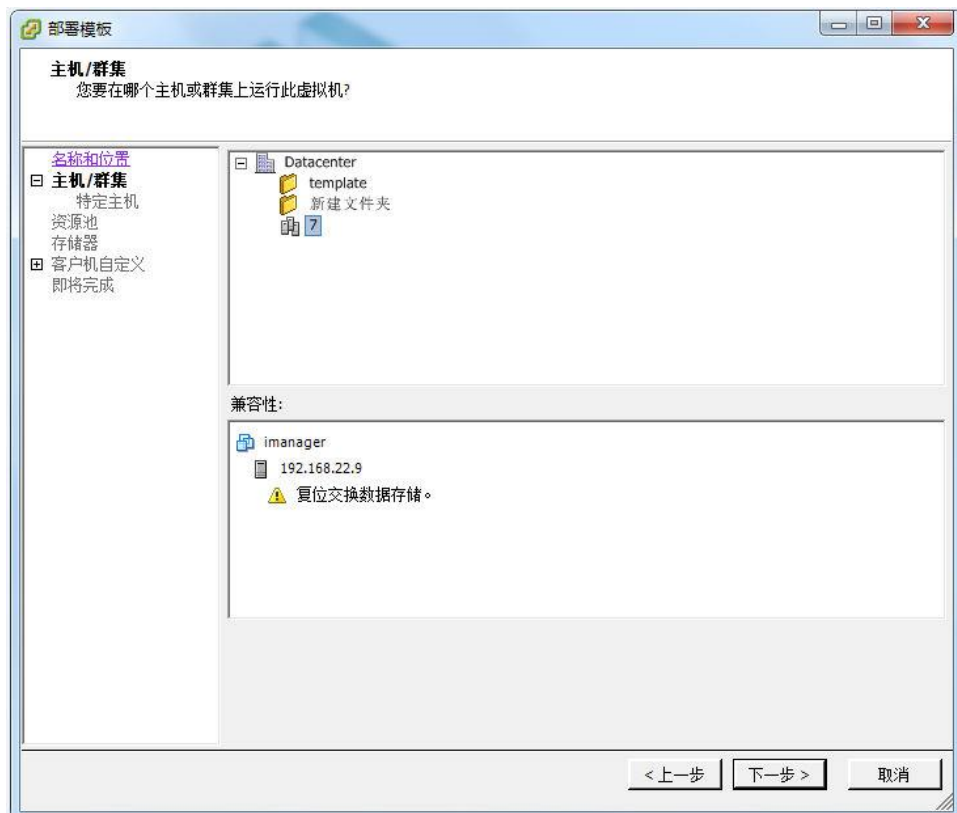 部署模板
主机/群集
您要在哪个主机或群集上运行此虚拟机?
名称和位置
主机/群集
特定主机
资源池
存储器
客户机自定义
即将完成
Datacenter
template
新建文件夹
7
兼容性:
imanager
192.168.22.9
复位交换数据存储。
<上一步
下一步>
取消